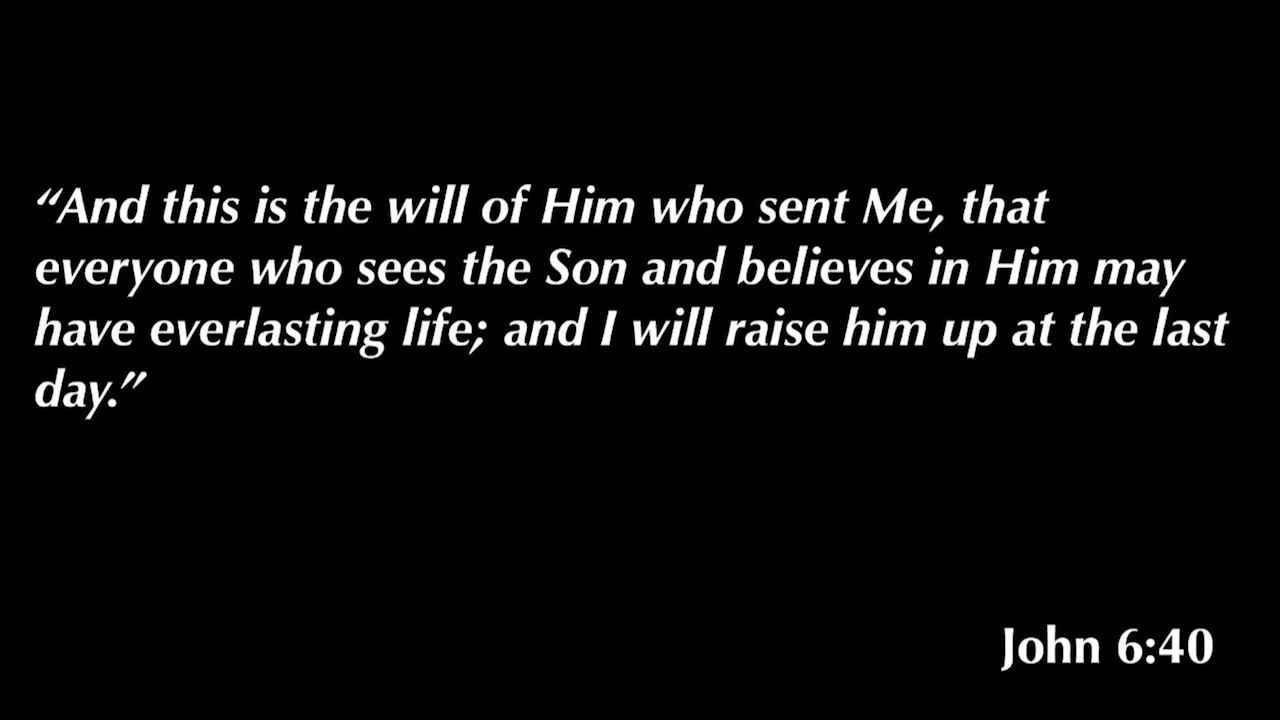 “And this is the will of Him who sent Me, that
everyone who sees the Son and believes in Him may
have everlasting life; and I will raise him up at the last
day.”
John 6:40